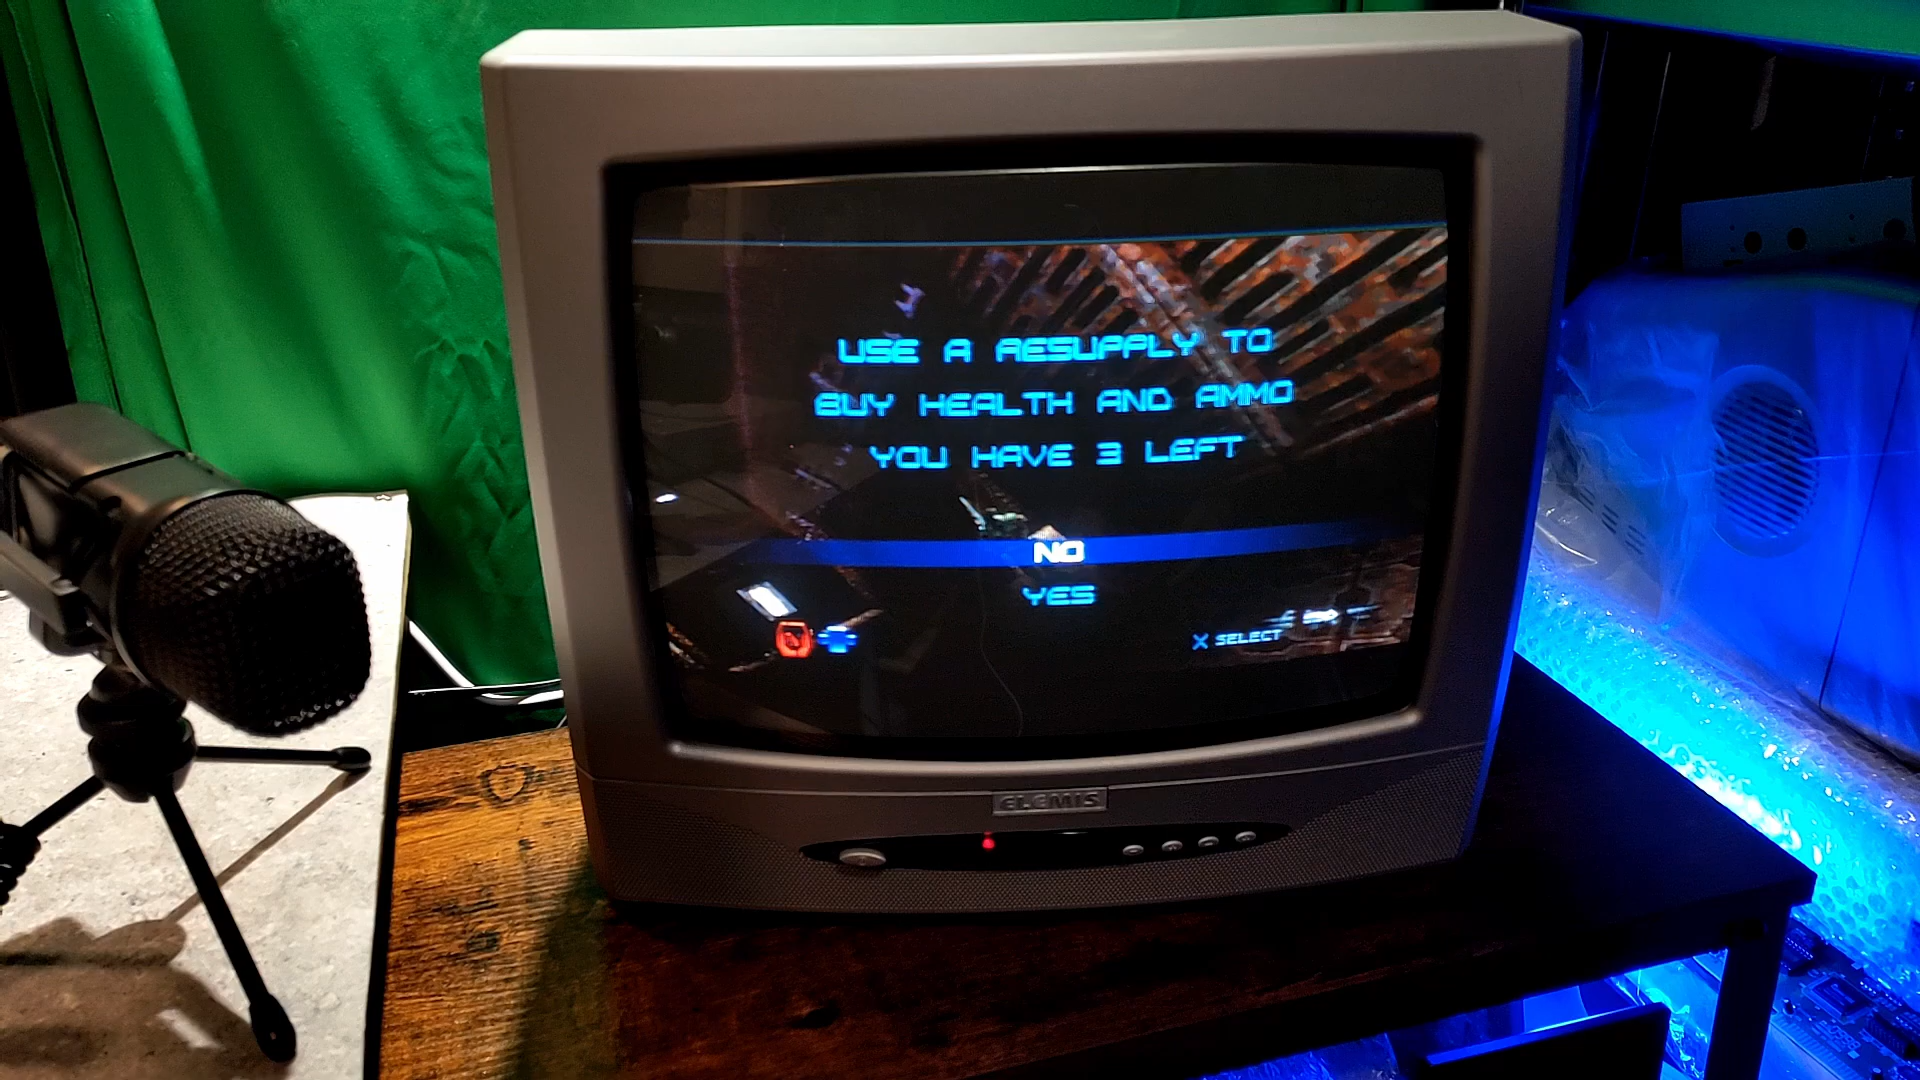 USE A RESUPPLY TO
BUY HEALTH AND AMMO
YOU HAVE 3 LEFT
NO
YES
X SELECT
ELEMIS